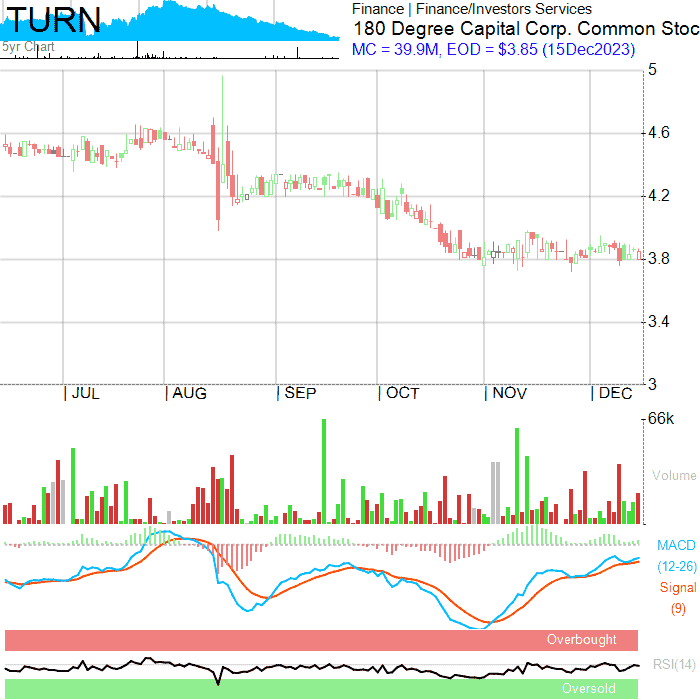 TURN
5yr Chart
Finance | Finance/Investors Services
180 Degree Capital Corp. Common Stoc
MC = 39.9M, EOD = $3.85 (15Dec2023)
5
4.6
4.2
3.8
3.4
3
JUL AUG SEP OCT NOV DEC
66k
Volume
MACD
(12-26)
Signal
(9)
Overbought
RSI(14)
Oversold